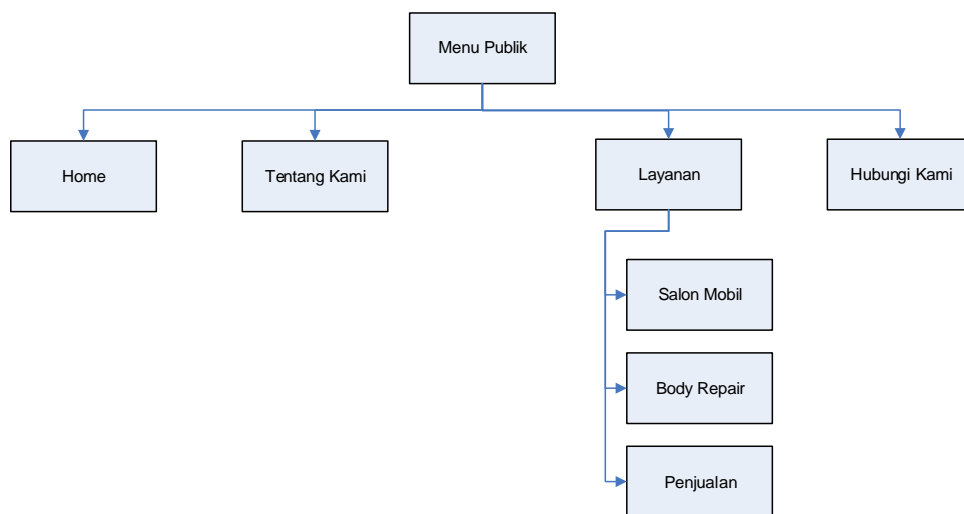 Menu Publik
Home
Tentang Kami
Layanan
Hubungi Kami
Salon Mobil
Body Repair
Penjualan